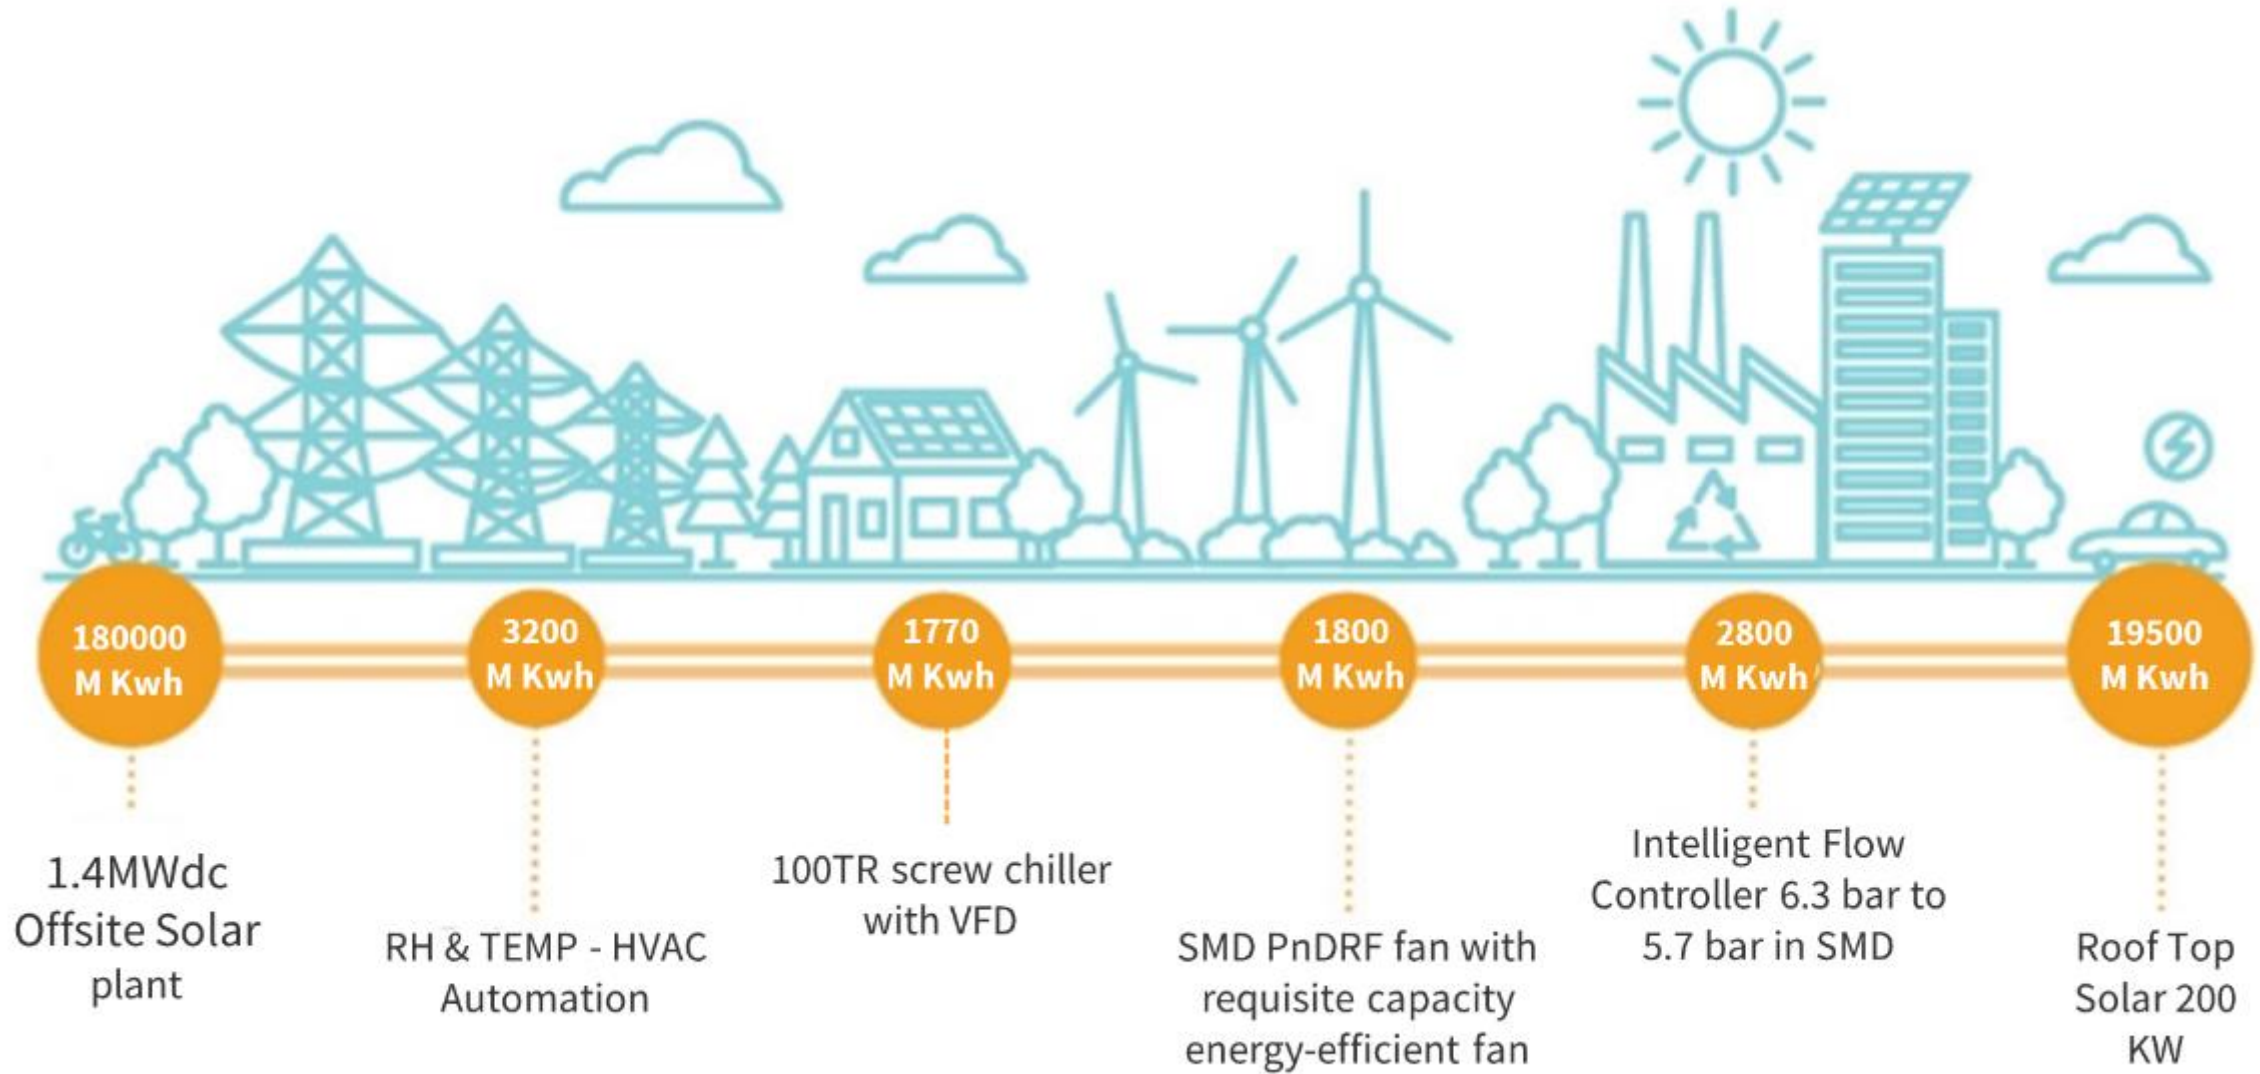 180000
M Kwh
3200
M Kwh
1770
M Kwh
1800
M Kwh
2800
M Kwh
19500
M Kwh
1.4MWdc
Offsite Solar
plant
RH & TEMP - HVAC
Automation
100TR screw chiller
with VFD
SMD PnDRF fan with
requisite capacity
energy-efficient fan
Intelligent Flow
Controller 6.3 bar to
5.7 bar in SMD
Roof Top
Solar 200
KW